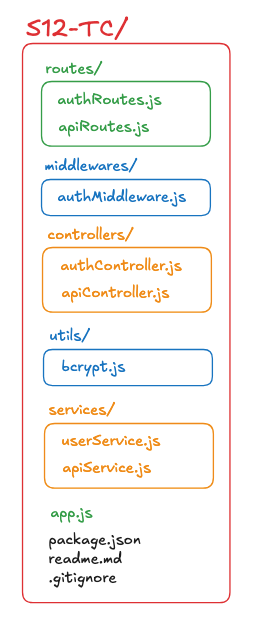 S12-TC/
routes/
authRoutes.js
apiRoutes.js
middlewares/
authMiddleware.js
controllers/
authController.js
apiController.js
utils/
bcrypt.js
services/
userService.js
apiService.js
app.js
package.json
readme.md
.gitignore